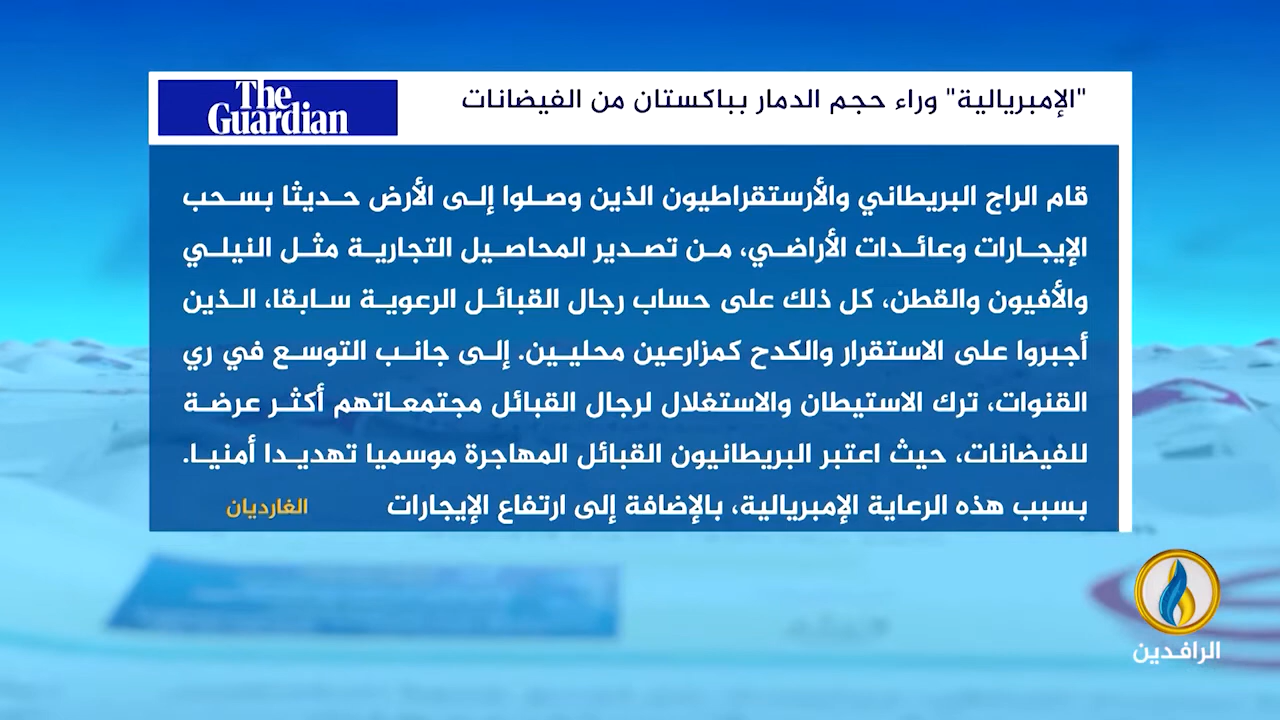 The Guardian
"الإمبريالية" وراء حجم الدمار بباكستان من الفيضانات
قام الراج البريطاني والأرستقراطيون الذين وصلوا إلى الأرض حديثا بسحب
الإيجارات وعائدات الأراضي، من تصدير المحاصيل التجارية مثل النيلي
والأفيون والقطن، كل ذلك على حساب رجال القبائل الرعوية سابقا، الذين
أجبروا على الاستقرار والكدح كمزارعين محليين. إلى جانب التوسع في ري
القنوات، ترك الاستيطان والاستغلال لرجال القبائل مجتمعاتهم أكثر عرضة
للفيضانات، حيث اعتبر البريطانيون القبائل المهاجرة موسميا تهديدا أمنيا.
بسبب هذه الرعاية الإمبريالية، بالإضافة إلى ارتفاع الإيجارات
الغارديان
الرافدين